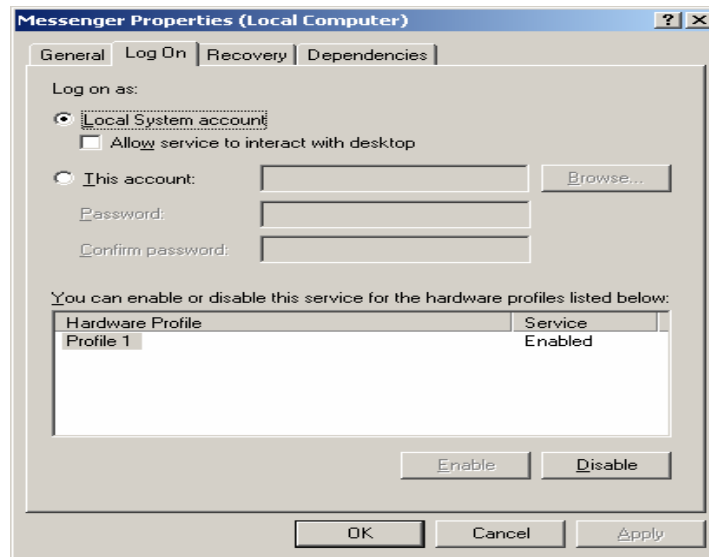 Messenger Properties (Local Computer)
General Log On Recovery Dependencies
Log on as:
Local System account
Allow service to interact with desktop
This account: Browse...
Password:
Confirm password:
You can enable or disable this service for the hardware profiles listed below:
Hardware Profile Service
Profile 1 Enabled
Enable Disable
OK Cancel Apply